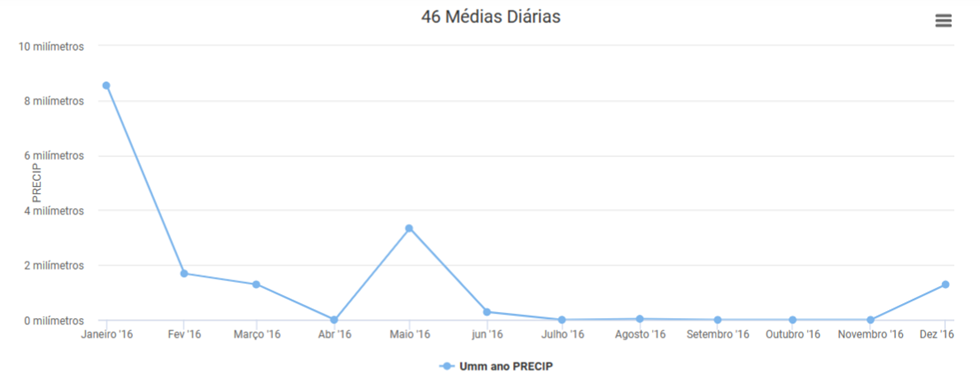 46 Médias Diárias
10 milímetros
8 milímetros
6 milímetros
4 milímetros
2 milímetros
0 milímetros
PRECIP
Janeiro '16 Fev '16 Março '16 Abr '16 Maio '16 jun '16 Julho '16 Agosto '16 Setembro '16 Outubro '16 Novembro '16 Dez '16
Umm ano PRECIP